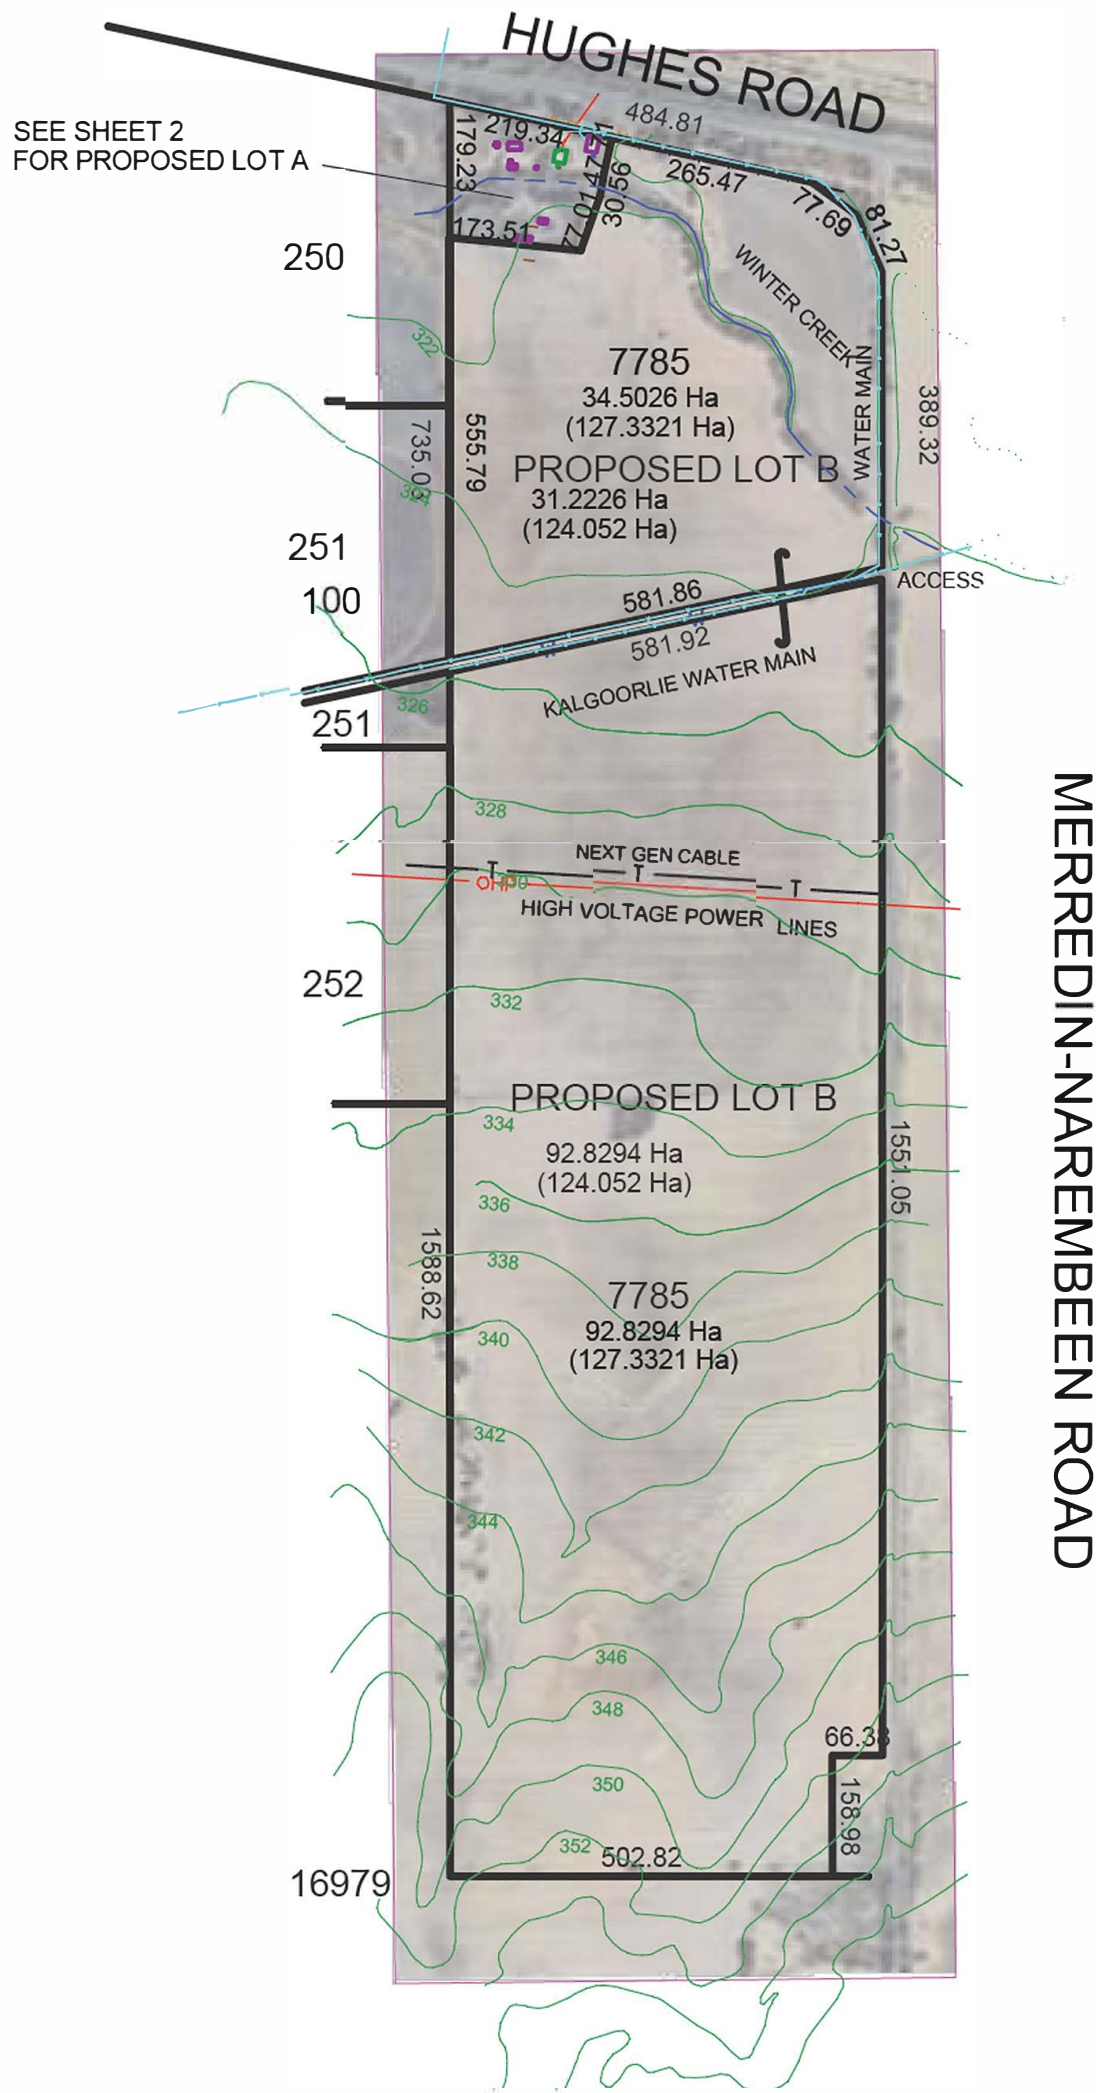 HUGHES ROAD
484.81
SEE SHEET 2
FOR PROPOSED LOT A
219.34
179.23
30.56
265.47
77.69
81.27
173.51
250
WINTER CREEK
WATER MAIN
389.32
322
7785
34.5026 Ha
(127.3321 Ha)
PROPOSED LOT B
31.2226 Ha
(124.052 Ha)
555.79
324
251
100
ACCESS
581.86
581.92
KALGOORLIE WATER MAIN
326
251
328
NEXT GEN CABLE
T
T
T
HIGH VOLTAGE POWER LINES
252
332
MERREDIN-NAREMBEEN ROAD
PROPOSED LOT B
334
92.8294 Ha
(124.052 Ha)
1551.05
336
338
1588.62
7785
92.8294 Ha
(127.3321 Ha)
340
342
344
346
348
66.38
350
158.98
352
502.82
16979